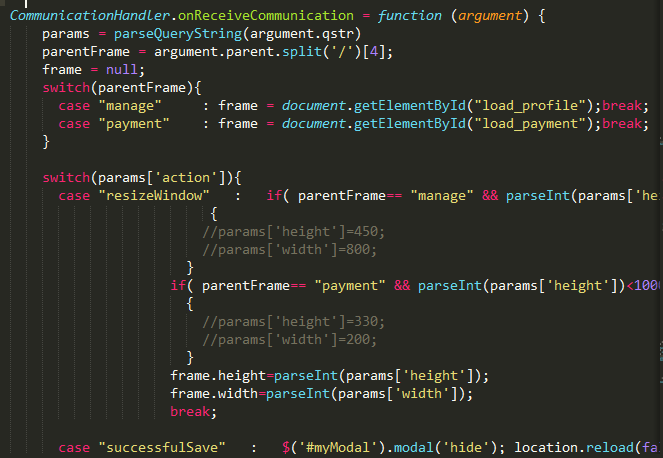 CommunicationHandler.onReceiveCommunication = function (argument) {
params = parseQueryString(argument.qstr)
parentFrame = argument.parent.split('/')[4];
frame = null;
switch(parentFrame){
case "manage" : frame = document.getElementById("load_profile");break;
case "payment" : frame = document.getElementById("load_payment");break;
}
switch(params['action']){
case "resizeWindow" : if( parentFrame== "manage" && parseInt(params['he
{
//params['height']=450;
//params['width']=800;
}
if( parentFrame== "payment" && parseInt(params['height'])<100
{
//params['height']=330;
//params['width']=200;
}
frame.height=parseInt(params['height']);
frame.width=parseInt(params['width']);
break;
case "successfulSave" : $('#myModal').modal('hide'); location.reload(fa